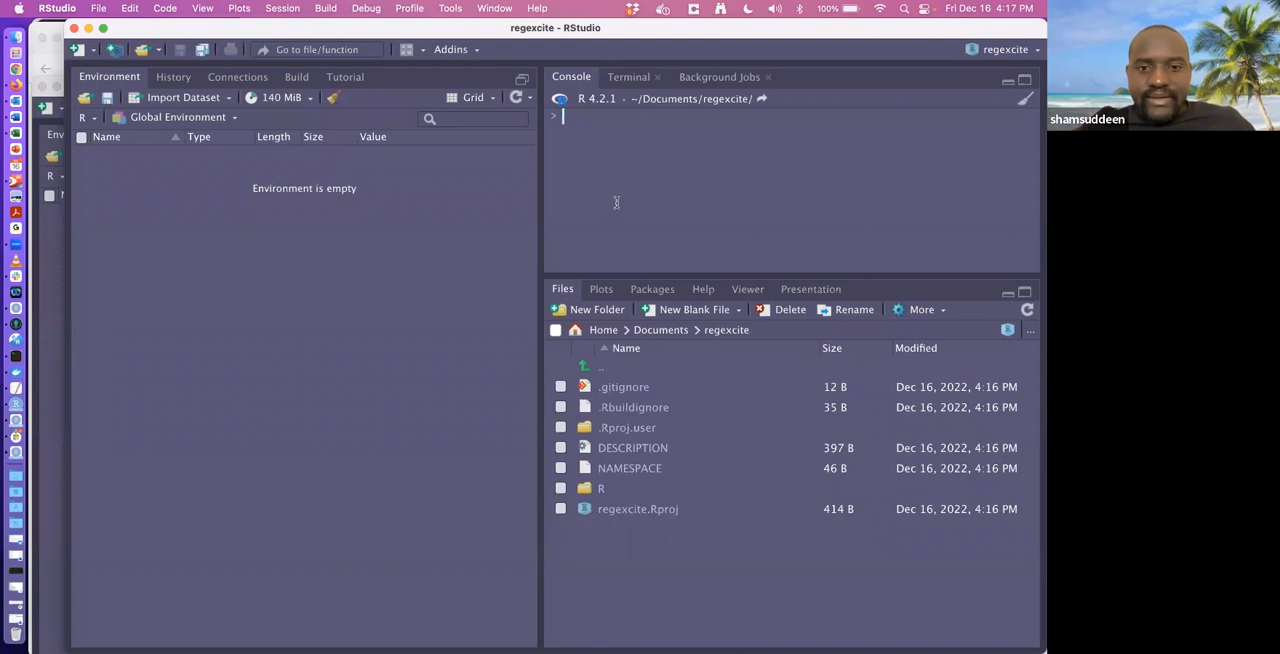 RStudio File Edit Code View Plots Session Build Debug Profile Tools Window Help 100% Fri Dec 16 4:17 PM
regexcite - RStudio
Go to file/function Addins regexcite
Environment History Connections Build Tutorial
Import Dataset 140 MiB Grid
R Global Environment
Name Type Length Size Value
Environment is empty
Console Terminal Background Jobs
R 4.2.1 · ~/Documents/regexcite/
>
Files Plots Packages Help Viewer Presentation
New Folder New Blank File Delete Rename More
Home Documents regexcite ...
Name Size Modified
..
.gitignore 12 B Dec 16, 2022, 4:16 PM
.Rbuildignore 35 B Dec 16, 2022, 4:16 PM
.Rproj.user
DESCRIPTION 397 B Dec 16, 2022, 4:16 PM
NAMESPACE 46 B Dec 16, 2022, 4:16 PM
R
regexcite.Rproj 414 B Dec 16, 2022, 4:16 PM
shamsuddeen
Env
R